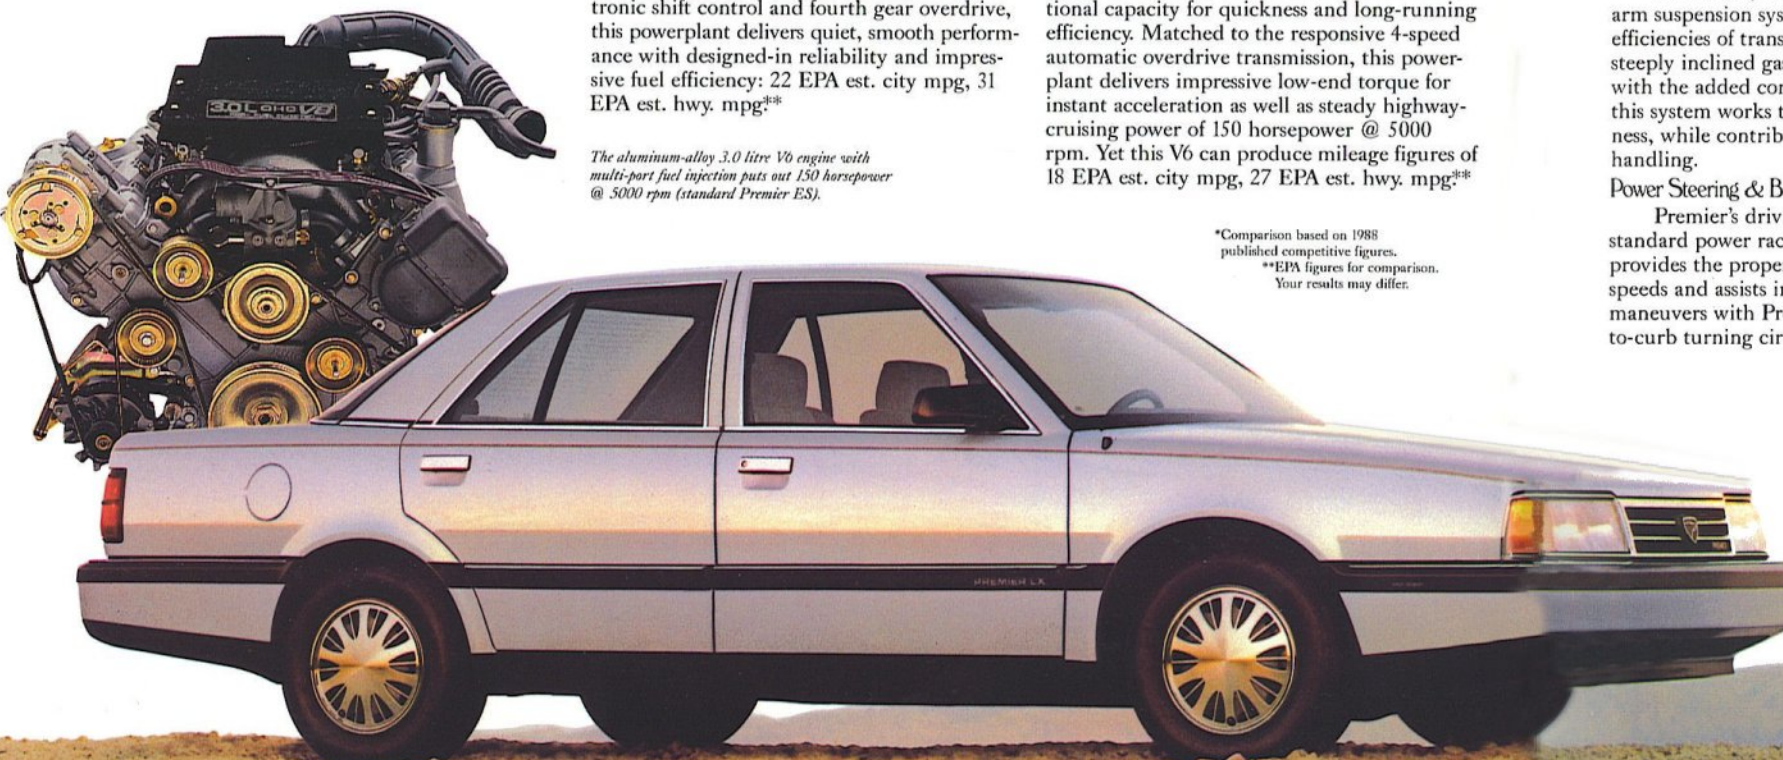 tronic shift control and fourth gear overdrive,
this powerplant delivers quiet, smooth perform-
ance with designed-in reliability and impres-
sive fuel efficiency: 22 EPA est. city mpg, 31
EPA est. hwy. mpg**
The aluminum-alloy 3.0 litre V6 engine with
multi-port fuel injection puts out 150 horsepower
@ 5000 rpm (standard Premier ES).
tional capacity for quickness and long-running
efficiency. Matched to the responsive 4-speed
automatic overdrive transmission, this power-
plant delivers impressive low-end torque for
instant acceleration as well as steady highway-
cruising power of 150 horsepower @ 5000
rpm. Yet this V6 can produce mileage figures of
18 EPA est. city mpg, 27 EPA est. hwy. mpg**
*Comparison based on 1988
published competitive figures.
**EPA figures for comparison.
Your results may differ.
arm suspension sys
efficiencies of trans
steeply inclined ga
with the added co
this system works t
ness, while contrib
handling.
Power Steering & B
Premier's driv
standard power rac
provides the prope
speeds and assists i
maneuvers with Pr
to-curb turning cir
3.0L OHC V6
PREMIER LX